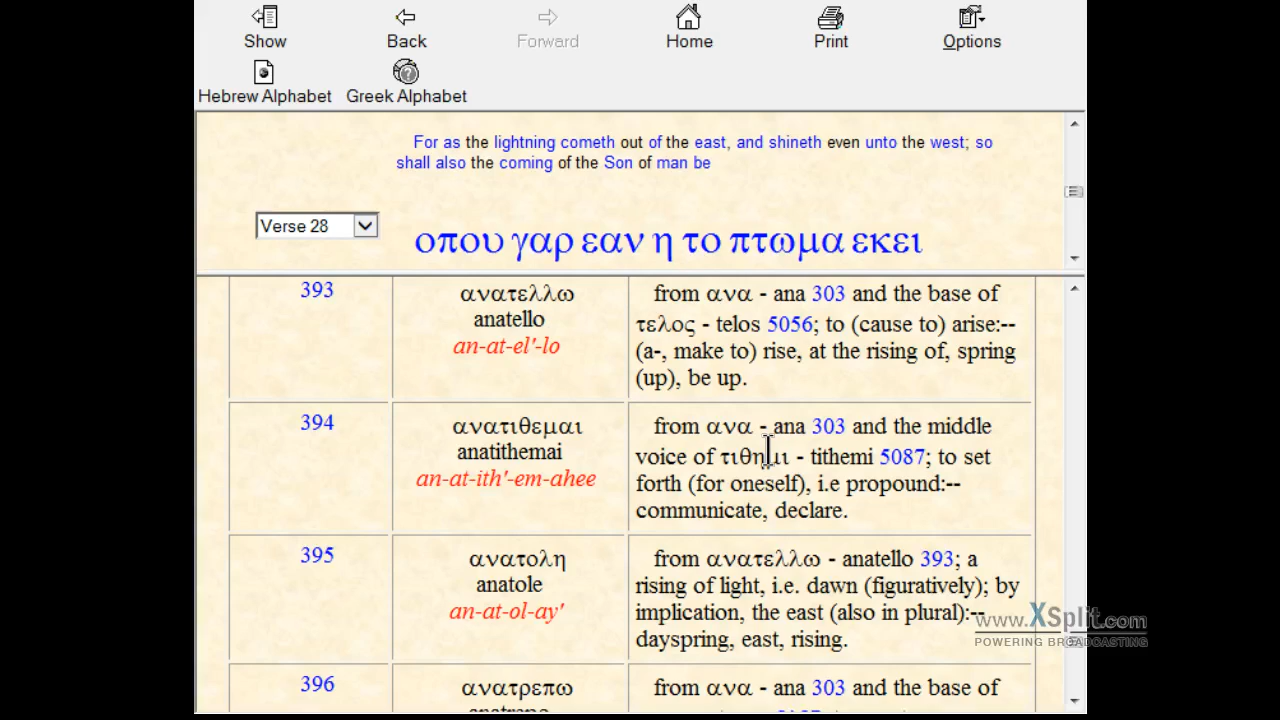 Show
Back
Forward
Home
Print
Options
Hebrew Alphabet
Greek Alphabet
For as the lightning cometh out of the east, and shineth even unto the west; so
shall also the coming of the Son of man be
Verse 28
οπου γαρ εαν η το πτωμα εκει
393
ανατελλω
anatello
an-at-el'-lo
from ανα - ana 303 and the base of
τελος - telos 5056; to (cause to) arise:--
(a-, make to) rise, at the rising of, spring
(up), be up.
394
ανατιθεμαι
anatithemai
an-at-ith'-em-ahee
from ανα - ana 303 and the middle
voice of τιθημι - tithemi 5087; to set
forth (for oneself), i.e propound:--
communicate, declare.
395
ανατολη
anatole
an-at-ol-ay'
from ανατελλω - anatello 393; a
rising of light, i.e. dawn (figuratively); by
implication, the east (also in plural):--
dayspring, east, rising.
396
ανατρεπω
from ανα - ana 303 and the base of
www.XSplit.com
POWERING BROADCASTING